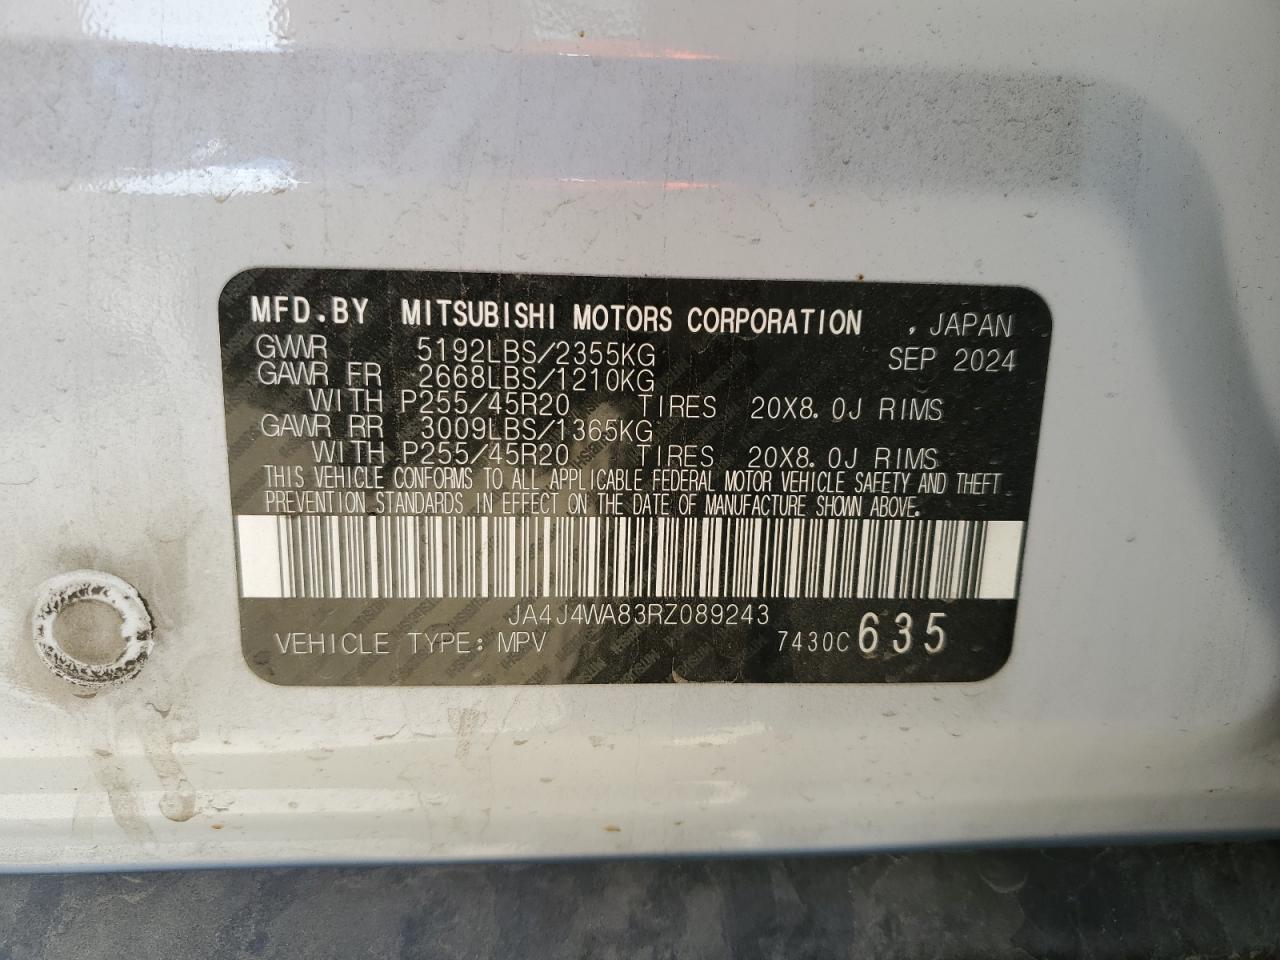 MFD.BY MITSUBISHI MOTORS CORPORATION , JAPAN
GVWR 5192LBS/2355KG SEP 2024
GAWR FR 2668LBS/1210KG
WITH P255/45R20 TIRES 20X8.0J RIMS
GAWR RR 3009LBS/1365KG
WITH P255/45R20 TIRES 20X8.0J RIMS
THIS VEHICLE CONFORMS TO ALL APPLICABLE FEDERAL MOTOR VEHICLE SAFETY AND THEFT
PREVENTION STANDARDS IN EFFECT ON THE DATE OF MANUFACTURE SHOWN ABOVE.
JA4J4WA83RZ089243
VEHICLE TYPE: MPV 7430C 635